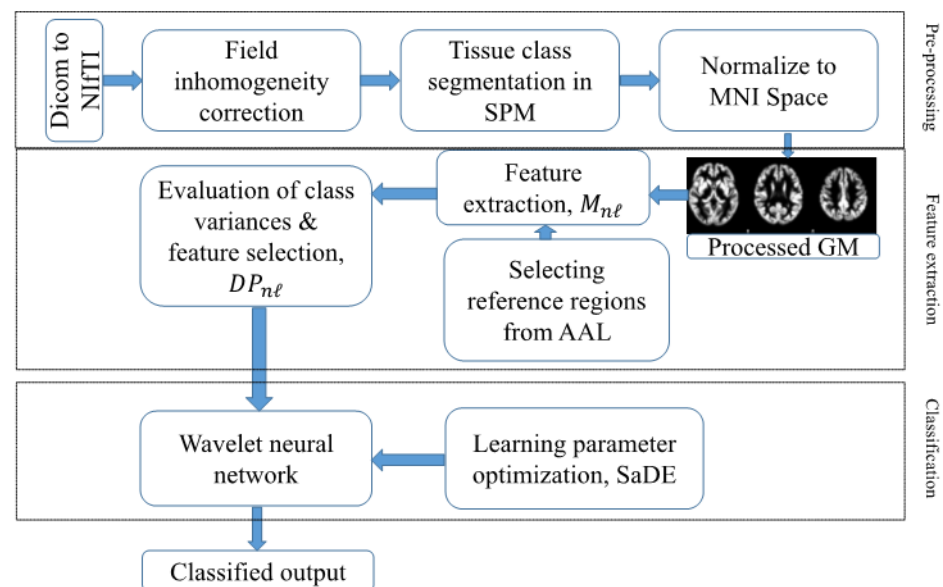 Dicom to
NIfTI
Field
inhomogeneity
correction
Tissue class
segmentation in
SPM
Normalize to
MNI Space
Pre-processing
Evaluation of class
variances &
feature selection,
𝐷𝑃𝑛ℓ
Feature
extraction, 𝑀𝑛ℓ
Selecting
reference regions
from AAL
Processed GM
Feature extraction
Wavelet neural
network
Learning parameter
optimization, SaDE
Classification
Classified output